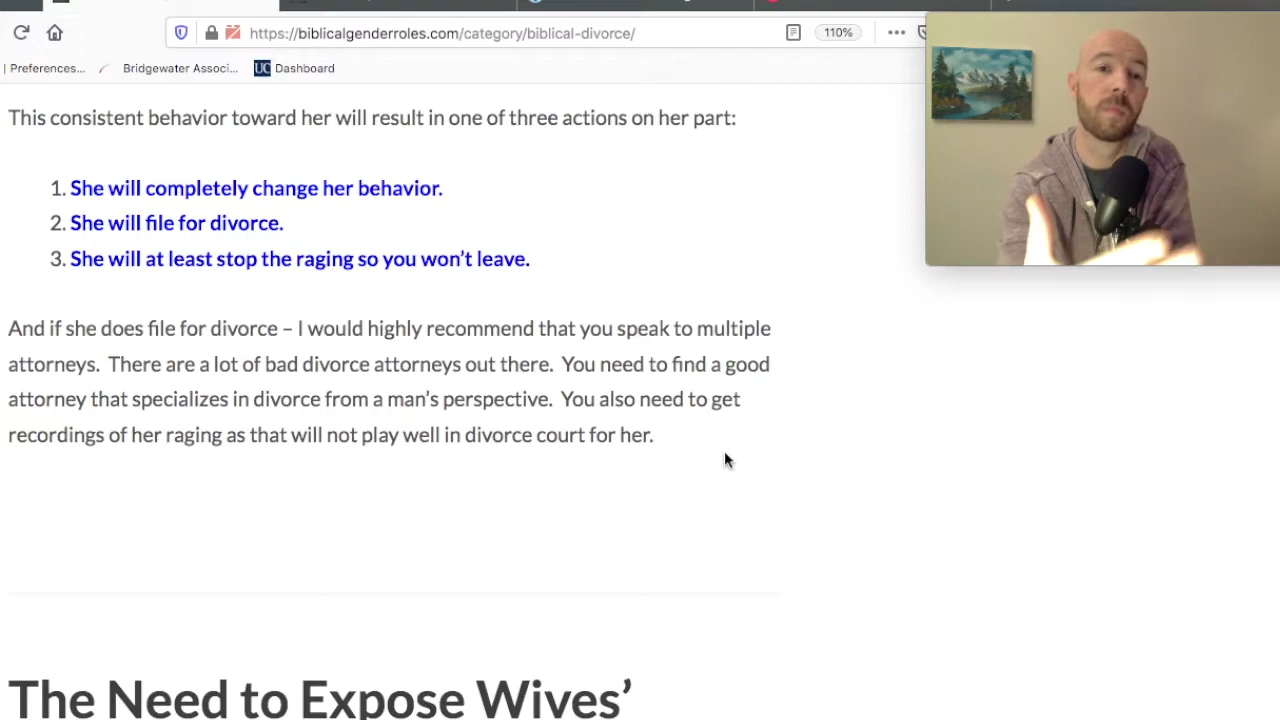 https://biblicalgenderroles.com/category/biblical-divorce/
110%
Preferences...
Bridgewater Associ...
UC Dashboard
This consistent behavior toward her will result in one of three actions on her part:
1. She will completely change her behavior.
2. She will file for divorce.
3. She will at least stop the raging so you won’t leave.
And if she does file for divorce – I would highly recommend that you speak to multiple
attorneys.  There are a lot of bad divorce attorneys out there.  You need to find a good
attorney that specializes in divorce from a man’s perspective.  You also need to get
recordings of her raging as that will not play well in divorce court for her.
The Need to Expose Wives’